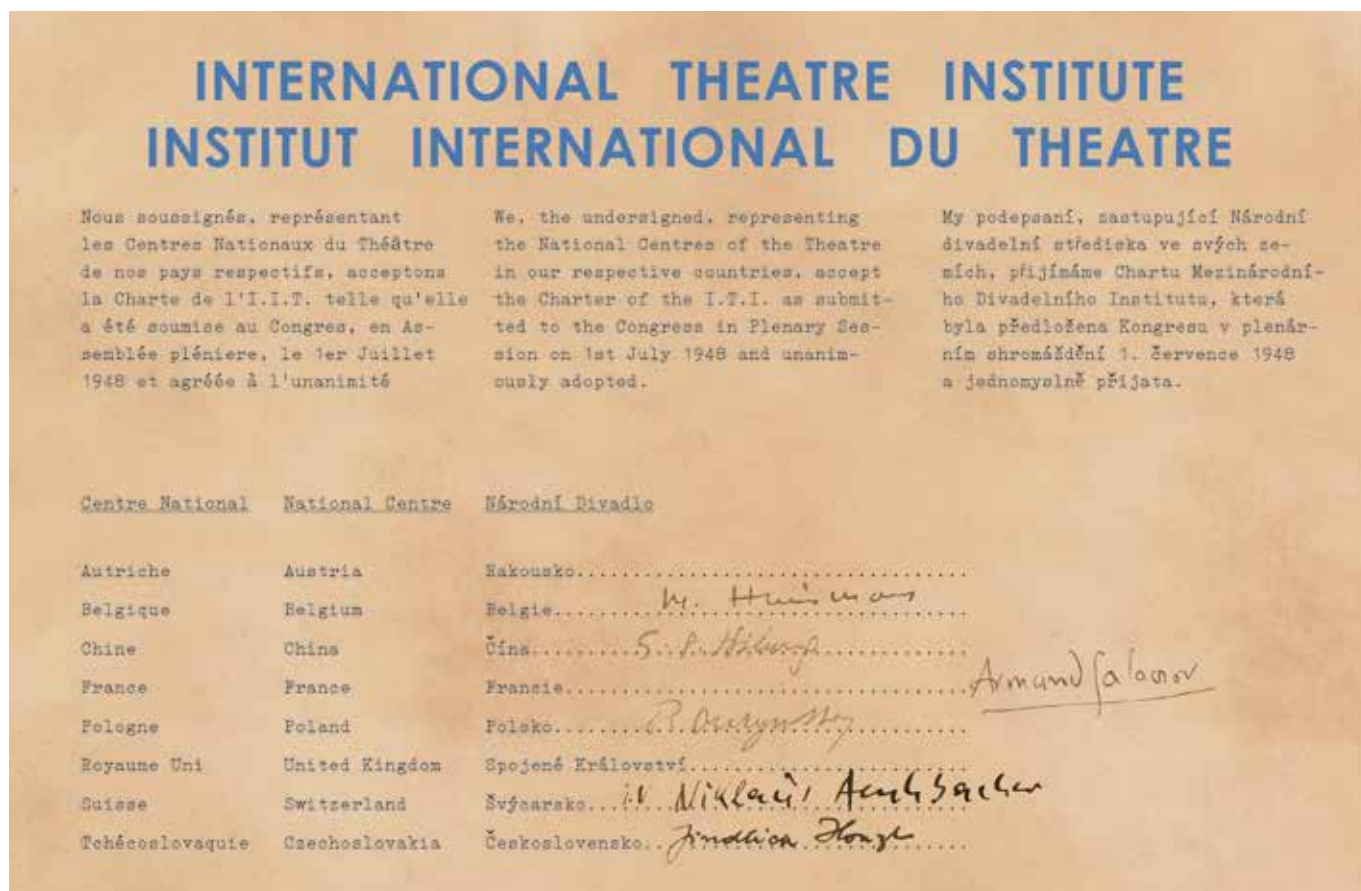 INTERNATIONAL THEATRE INSTITUTE
INSTITUT INTERNATIONAL DU THEATRE
Nous soussignés, représentant
les Centres Nationaux du Théâtre
de nos pays respectifs, acceptons
la Charte de l'I.I.T. telle qu'elle
a été soumise au Congres, en As-
semblée pléniere, le 1er Juillet
1948 et agréée à l'unanimité
We, the undersigned, representing
the National Centres of the Theatre
in our respective countries, accept
the Charter of the I.T.I. as submit-
ted to the Congress in Plenary Ses-
sion on 1st July 1948 and unanim-
ously adopted.
My podepsaní, zastupující Národní
divadelní střediska ve svých ze-
mích, přijímáme Chartu Mezinárodní-
ho Divadelního Institutu, která
byla předložena Kongresu v plenár-
ním shromáždění 1. července 1948
a jednomyslně přijata.
Centre National National Centre Národní Divadlo
Autriche Austria Rakousko
Belgique Belgium Belgie M. Huisman
Chine China Čína
France France Francie Armand Salacrou
Pologne Poland Polsko
Royaume Uni United Kingdom Spojené Království
Suisse Switzerland Švýcarsko Niklaus
Tchécoslovaquie Czechoslovakia Československo Jindřich Honzl